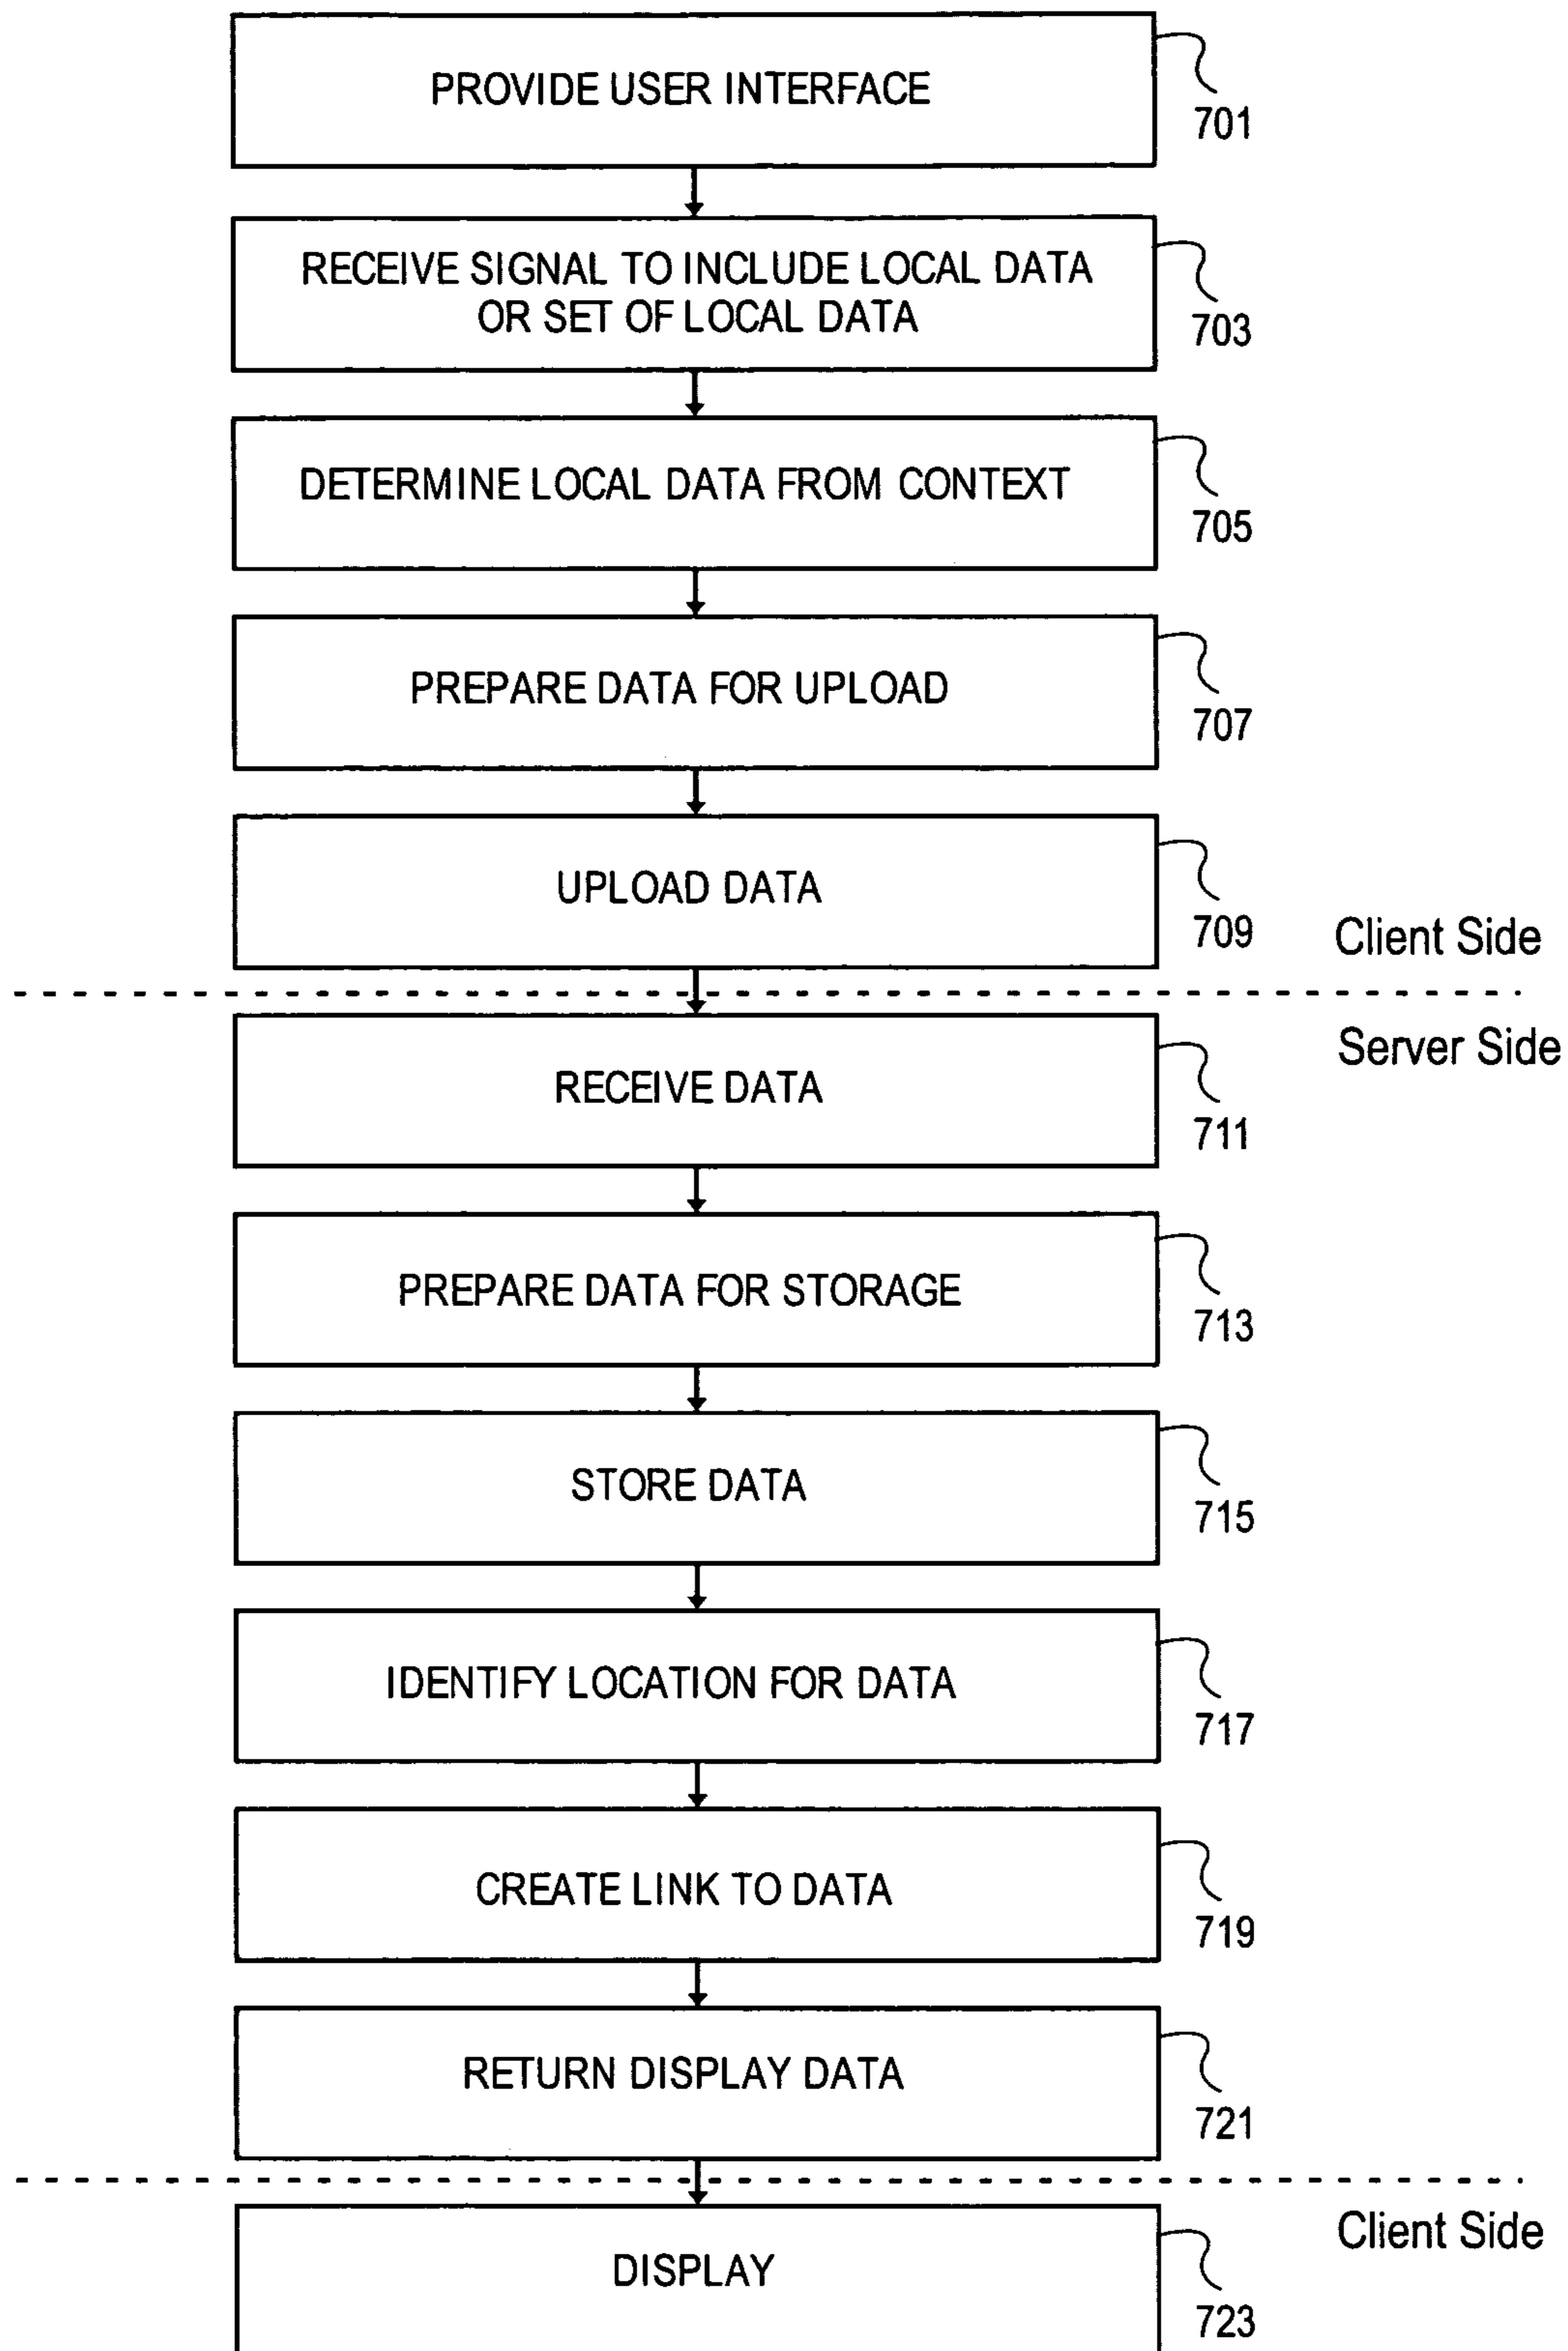 PROVIDE USER INTERFACE
701
RECEIVE SIGNAL TO INCLUDE LOCAL DATA
OR SET OF LOCAL DATA
703
DETERMINE LOCAL DATA FROM CONTEXT
705
PREPARE DATA FOR UPLOAD
707
UPLOAD DATA
709
Client Side
Server Side
RECEIVE DATA
711
PREPARE DATA FOR STORAGE
713
STORE DATA
715
IDENTIFY LOCATION FOR DATA
717
CREATE LINK TO DATA
719
RETURN DISPLAY DATA
721
Client Side
DISPLAY
723